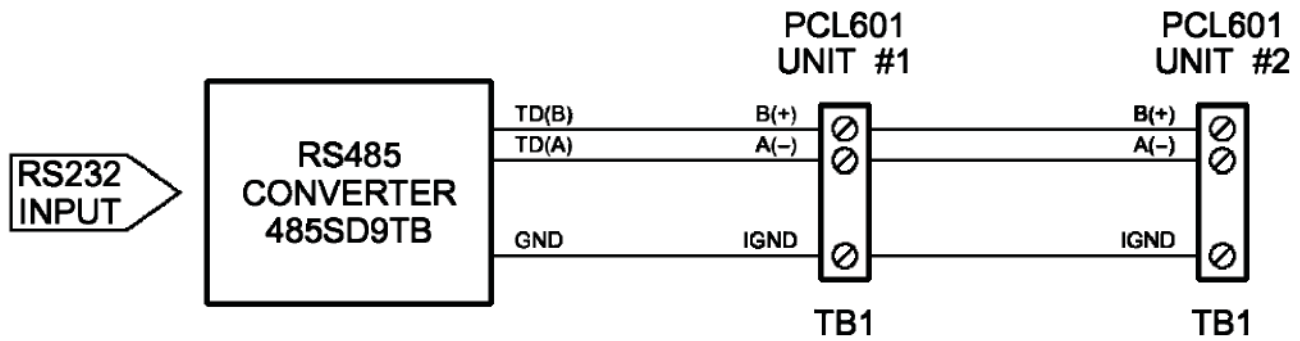 PCL601
UNIT #1
PCL601
UNIT #2
RS232
INPUT
RS485
CONVERTER
485SD9TB
TD(B)
B(+)
B(+)
TD(A)
A(−)
A(−)
GND
IGND
IGND
TB1
TB1